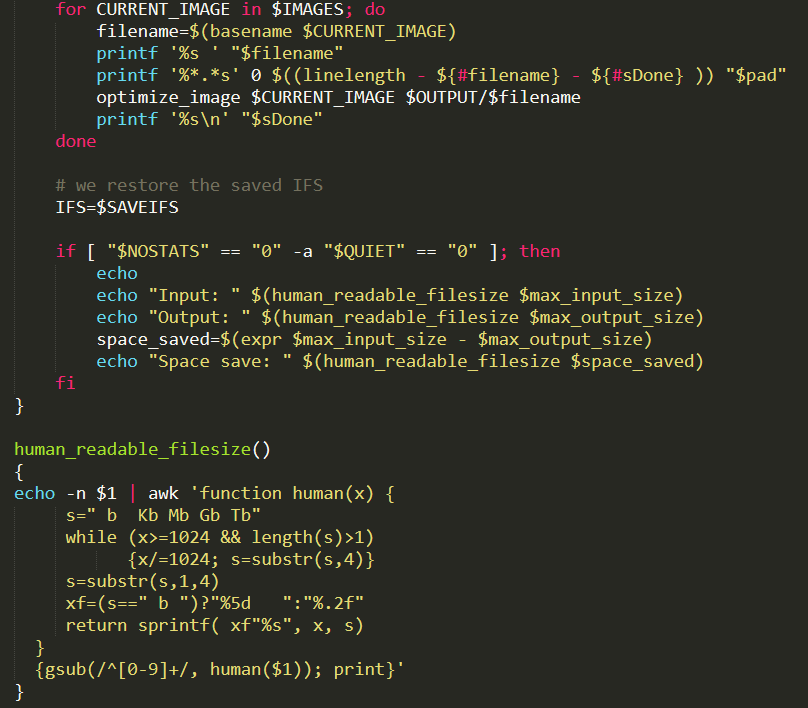 for CURRENT_IMAGE in $IMAGES; do
filename=$(basename $CURRENT_IMAGE)
printf '%s ' "$filename"
printf '%*.*s' 0 $((linelength - ${#filename} - ${#sDone} )) "$pad"
optimize_image $CURRENT_IMAGE $OUTPUT/$filename
printf '%s\n' "$sDone"
done
# we restore the saved IFS
IFS=$SAVEIFS
if [ "$NOSTATS" == "0" -a "$QUIET" == "0" ]; then
echo
echo "Input: " $(human_readable_filesize $max_input_size)
echo "Output: " $(human_readable_filesize $max_output_size)
space_saved=$(expr $max_input_size - $max_output_size)
echo "Space save: " $(human_readable_filesize $space_saved)
fi
}
human_readable_filesize()
{
echo -n $1 | awk 'function human(x) {
s=" b  Kb Mb Gb Tb"
while (x>=1024 && length(s)>1)
{x/=1024; s=substr(s,4)}
s=substr(s,1,4)
xf=(s==" b ")?"%5d   ":"%.2f"
return sprintf( xf"%s", x, s)
}
{gsub(/^[0-9]+/, human($1)); print}'
}